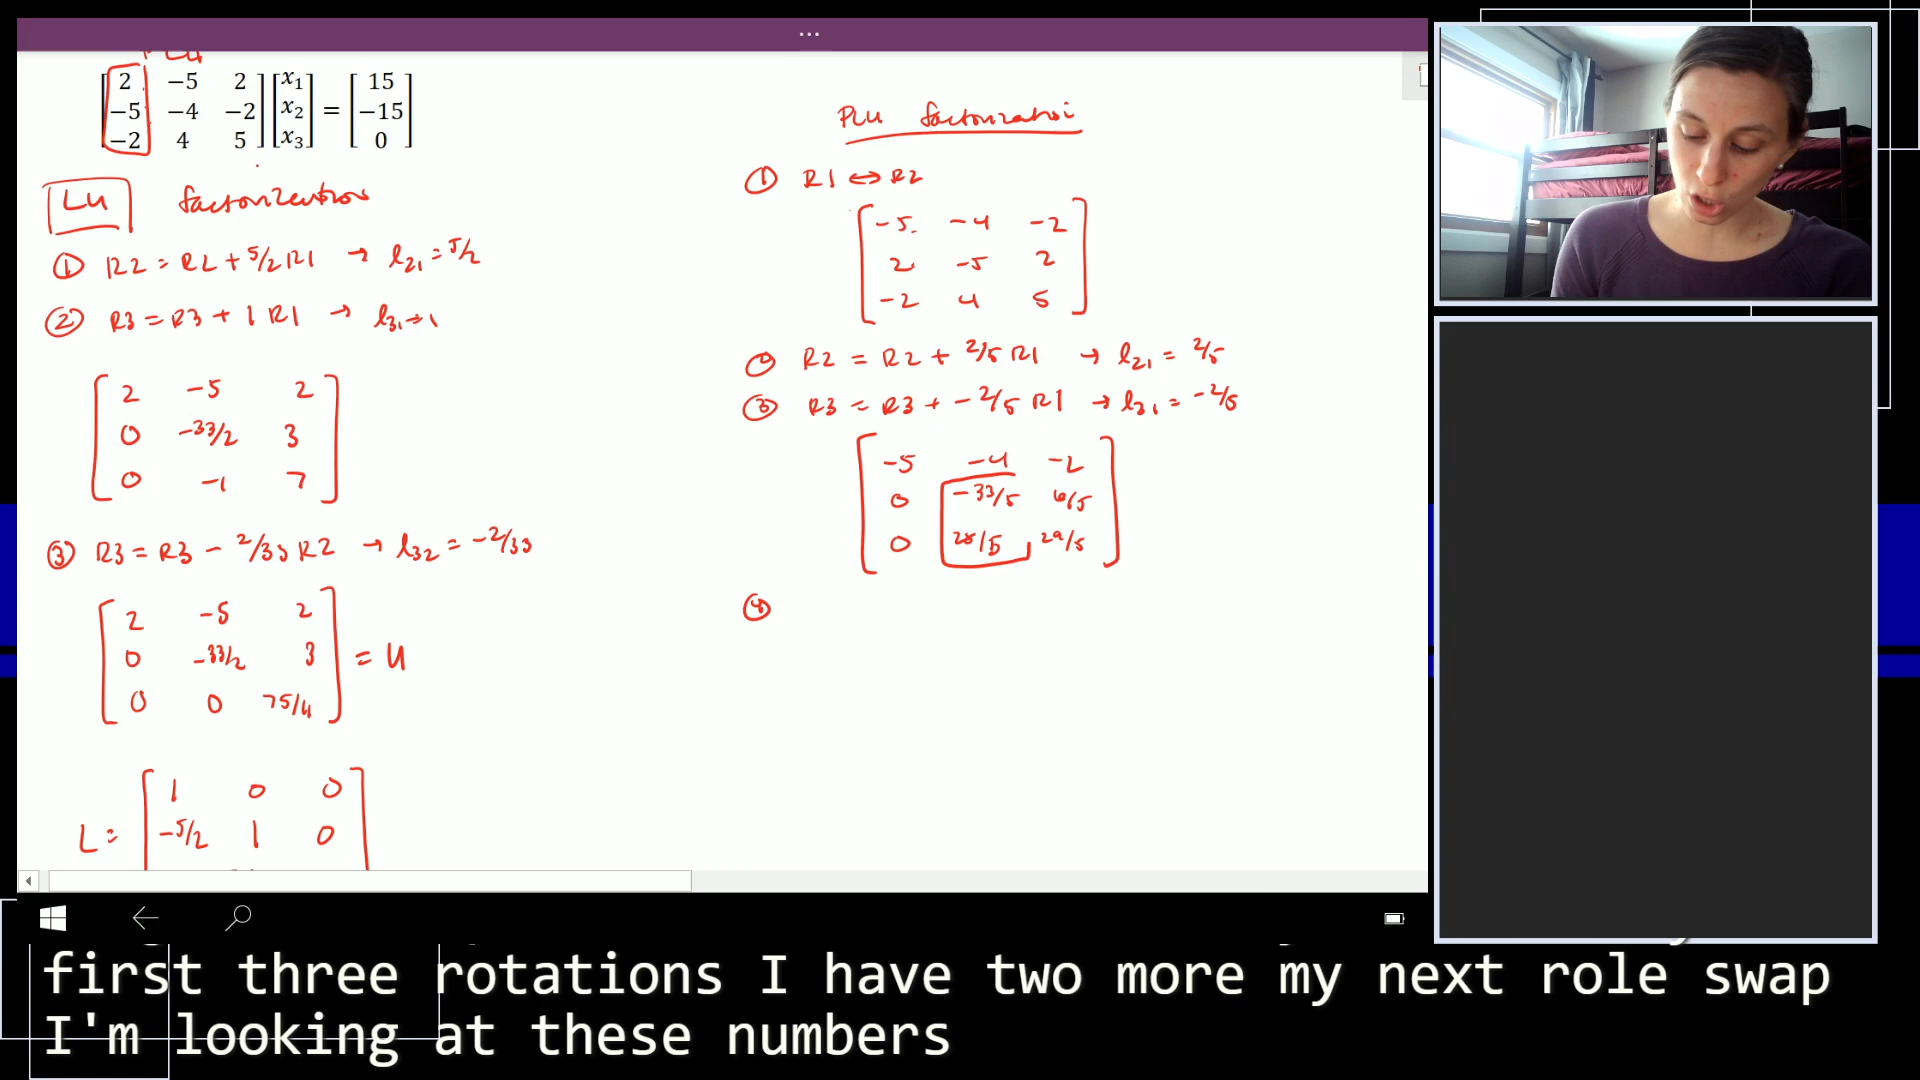 PLU
2 −5 2 x1 15
−5 −4 −2 x2 = −15
−2 4 5 x3 0
LU factorization
① R2 = R2 + 5/2 R1 → l21 = 5/2
② R3 = R3 + 1 R1 → l31 = 1
2 -5 2
0 -33/2 3
0 -1 7
③ R3 = R3 - 2/33 R2 → l32 = -2/33
2 -5 2
0 -33/2 3 = U
0 0 75/11
1 0 0
L = -5/2 1 0
PLU factorization
① R1 ↔ R2
-5 -4 -2
2 -5 2
-2 4 5
② R2 = R2 + 2/5 R1 → l21 = 2/5
③ R3 = R3 + -2/5 R1 → l31 = -2/5
-5 -4 -2
0 -33/5 6/5
0 28/5 29/5
④
first three rotations I have two more my next role swap
I'm looking at these numbers